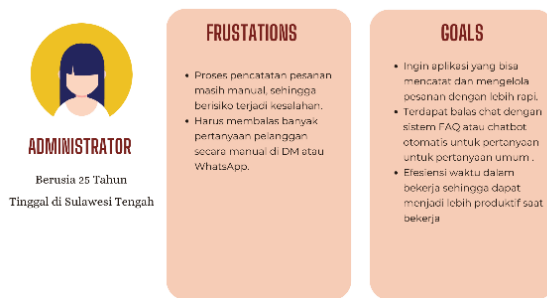 ADMINISTRATOR
Berusia 25 Tahun
Tinggal di Sulawesi Tengah
FRUSTATIONS
• Proses pencatatan pesanan
masih manual, sehingga
berisiko terjadi kesalahan.
• Harus membalas banyak
pertanyaan pelanggan
secara manual di DM atau
WhatsApp.
GOALS
• Ingin aplikasi yang bisa
mencatat dan mengelola
pesanan dengan lebih rapi.
• Terdapat balas chat dengan
sistem FAQ atau chatbot
otomatis untuk pertanyaan
untuk pertanyaan umum .
• Efesiensi waktu dalam
bekerja sehingga dapat
menjadi lebih produktif saat
bekerja